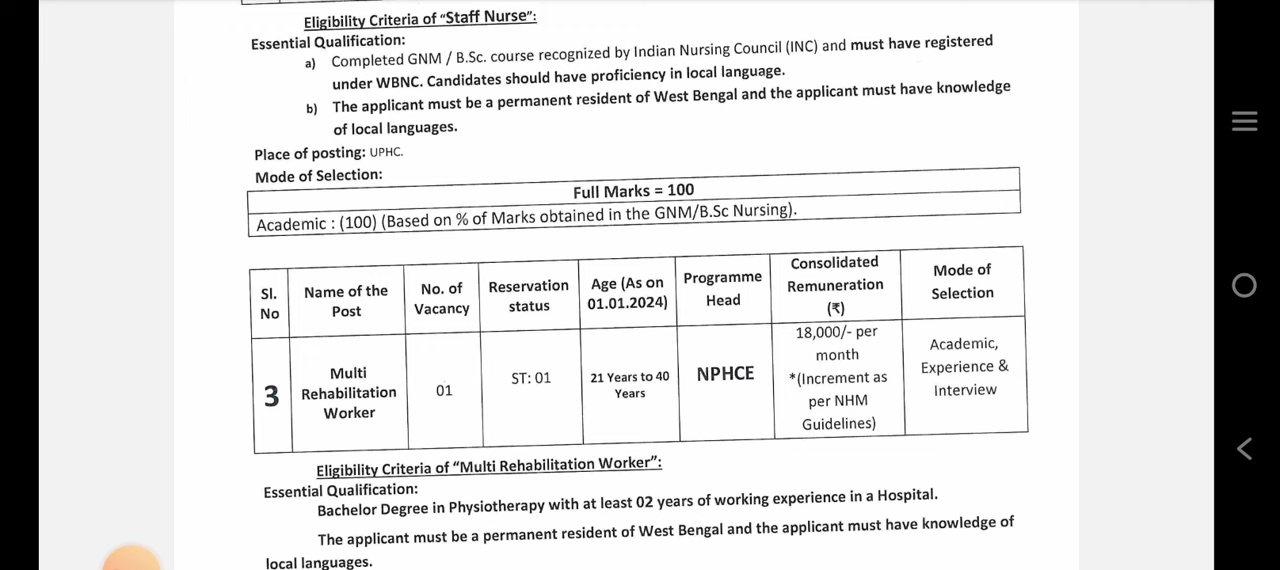 Eligibility Criteria of "Staff Nurse":
Essential Qualification:
a) Completed GNM / B.Sc. course recognized by Indian Nursing Council (INC) and must have registered
under WBNC. Candidates should have proficiency in local language.
b) The applicant must be a permanent resident of West Bengal and the applicant must have knowledge
of local languages.
Place of posting: UPHC.
Mode of Selection:
Full Marks = 100
Academic : (100) (Based on % of Marks obtained in the GNM/B.Sc Nursing).
Sl. No
Name of the Post
No. of Vacancy
Reservation status
Age (As on 01.01.2024)
Programme Head
Consolidated Remuneration (₹)
Mode of Selection
3
Multi Rehabilitation Worker
01
ST: 01
21 Years to 40 Years
NPHCE
18,000/- per month *(Increment as per NHM Guidelines)
Academic, Experience & Interview
Eligibility Criteria of "Multi Rehabilitation Worker":
Essential Qualification:
Bachelor Degree in Physiotherapy with at least 02 years of working experience in a Hospital.
The applicant must be a permanent resident of West Bengal and the applicant must have knowledge of
local languages.